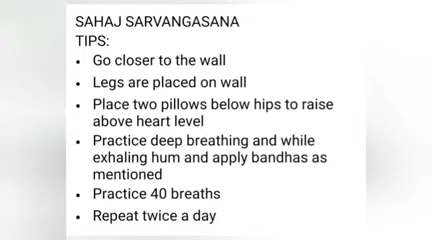 SAHAJ SARVANGASANA
TIPS:
• Go closer to the wall
• Legs are placed on wall
• Place two pillows below hips to raise
above heart level
• Practice deep breathing and while
exhaling hum and apply bandhas as
mentioned
• Practice 40 breaths
• Repeat twice a day